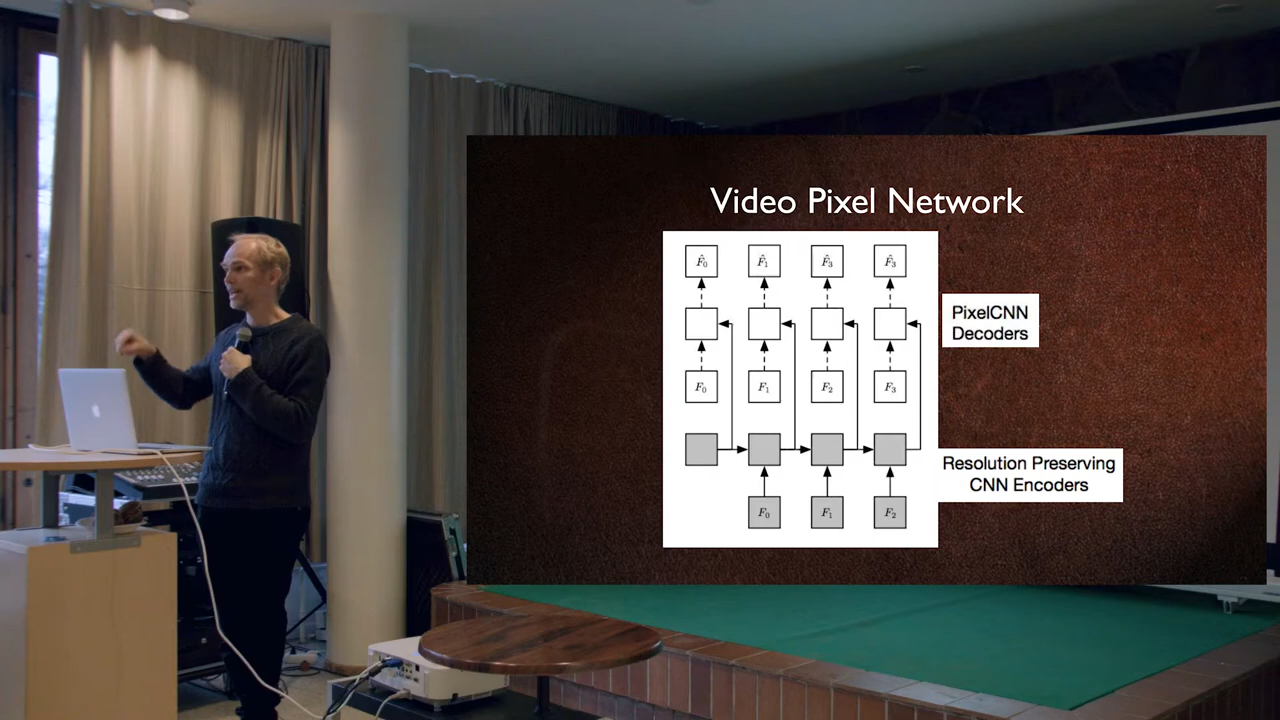 Video Pixel Network
F̂₀ F̂₁ F̂₃ F̂₃
PixelCNN
Decoders
F₀ F₁ F₂ F₃
Resolution Preserving
CNN Encoders
F₀ F₁ F₂